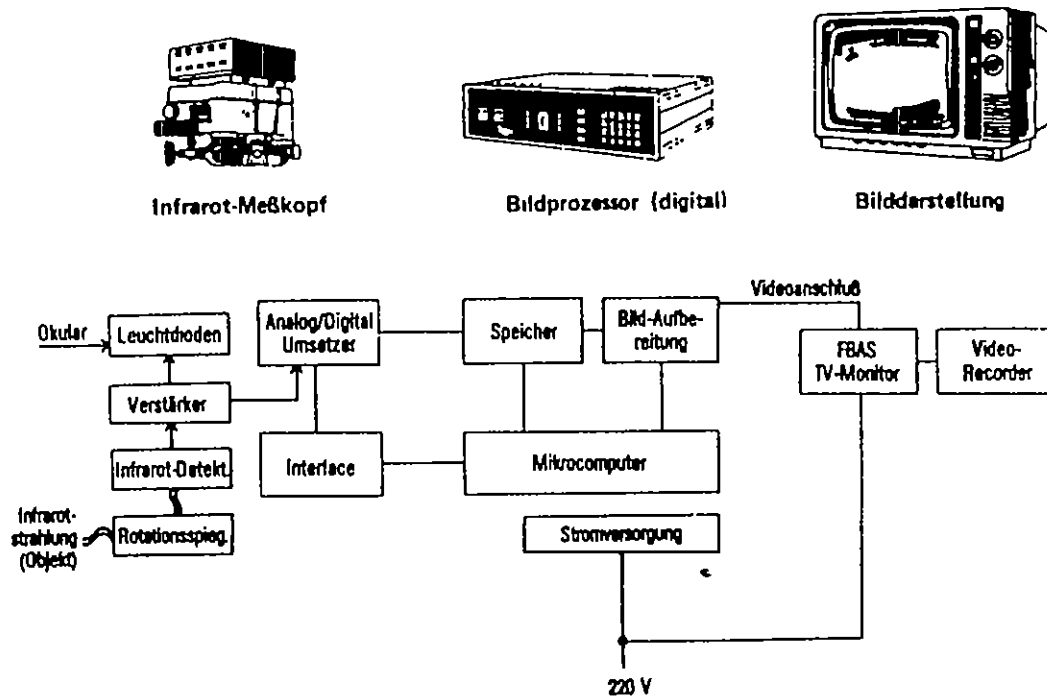 Infrarot-Meßkopf
Bildprozessor (digital)
Bilddarstellung
Videoanschluß
Okular
Leuchtdioden
Analog/Digital
Umsetzer
Speicher
Bild-Aufbe-
reitung
FBAS
TV-Monitor
Video-
Recorder
Verstärker
Infrarot-Detekt.
Interface
Mikrocomputer
Infrarot-
strahlung
(Objekt)
Rotationsspieg.
Stromversorgung
220 V